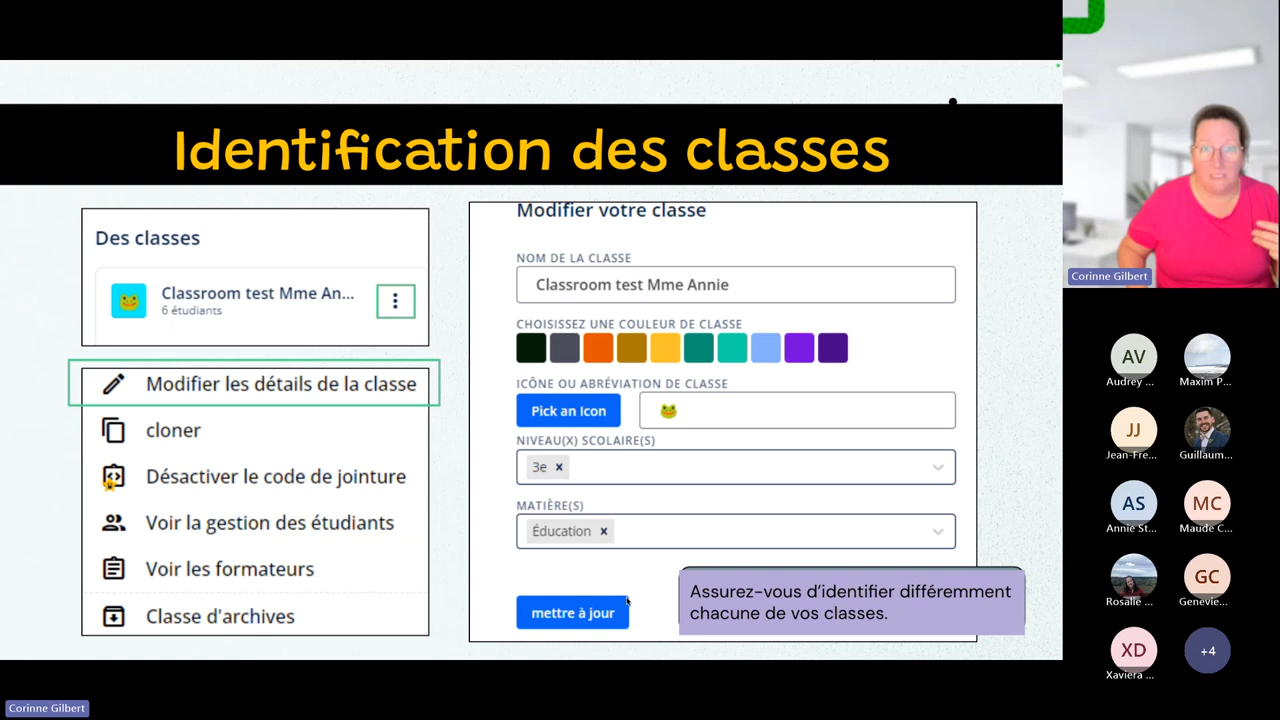 Identification des classes
Des classes
Classroom test Mme An...
6 étudiants
Modifier les détails de la classe
cloner
Désactiver le code de jointure
Voir la gestion des étudiants
Voir les formateurs
Classe d'archives
Modifier votre classe
NOM DE LA CLASSE
Classroom test Mme Annie
CHOISISSEZ UNE COULEUR DE CLASSE
ICÔNE OU ABRÉVIATION DE CLASSE
Pick an Icon
NIVEAU(X) SCOLAIRE(S)
3e ×
MATIÈRE(S)
Éducation ×
mettre à jour
Assurez-vous d'identifier différemment
chacune de vos classes.
Corinne Gilbert
AV
Audrey ...
Maxim P...
JJ
Jean-Fre...
Guillaum...
AS
Annie St...
MC
Maude C...
Rosalie ...
GC
Genevie...
XD
Xaviera ...
+4
Corinne Gilbert